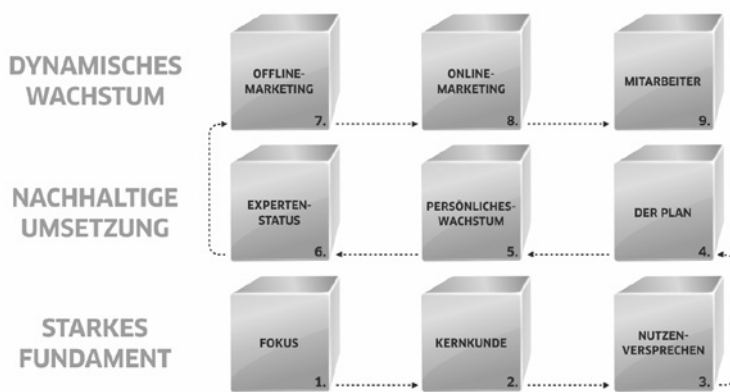 DYNAMISCHES
WACHSTUM
OFFLINE-
MARKETING
7.
ONLINE-
MARKETING
8.
MITARBEITER
9.
NACHHALTIGE
UMSETZUNG
EXPERTEN-
STATUS
6.
PERSÖNLICHES-
WACHSTUM
5.
DER PLAN
4.
STARKES
FUNDAMENT
FOKUS
1.
KERNKUNDE
2.
NUTZEN-
VERSPRECHEN
3.